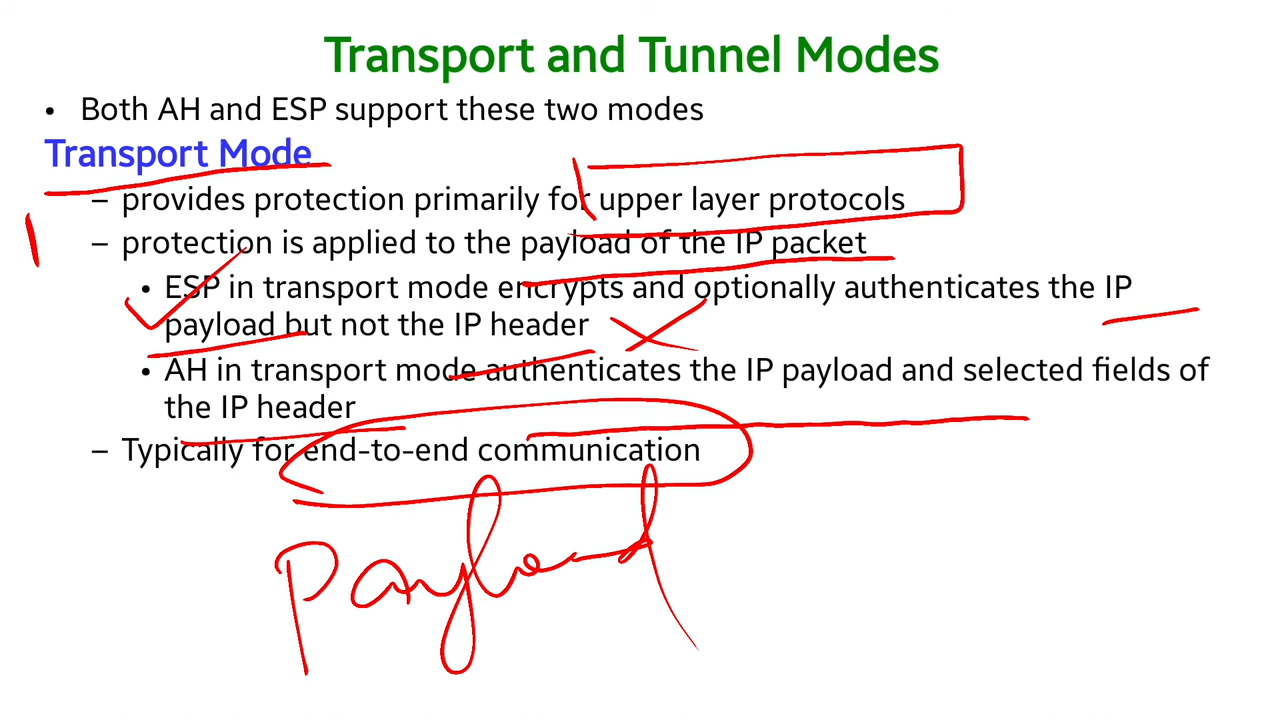 Transport and Tunnel Modes
• Both AH and ESP support these two modes
Transport Mode
– provides protection primarily for upper layer protocols
– protection is applied to the payload of the IP packet
• ESP in transport mode encrypts and optionally authenticates the IP
payload but not the IP header
• AH in transport mode authenticates the IP payload and selected fields of
the IP header
– Typically for end-to-end communication
Payload